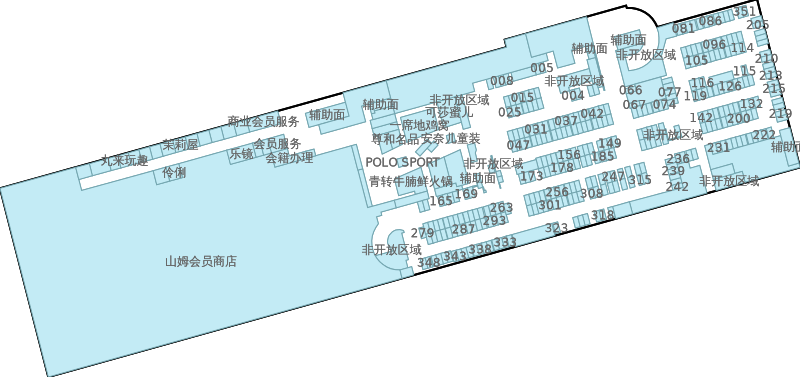 351
086
081
205
辅助面
辅助面
096
非开放区域
114
105
210
005
115
213
008
非开放区域
116
126
215
066
077
119
004
015
辅助面
非开放区域
067
074
132
025
可莎蜜儿
042
142
200
219
辅助面
037
商业会员服务
一席地鸡窝
031
非开放区域
222
尊和名品
安奈儿童装
149
会员服务
茉莉屋
047
231
辅助面
156
185
乐镜
会籍办理
丸来玩趣
POLO SPORT
非开放区域
236
178
伶俐
239
173
辅助面
247
315
青转牛腩鲜火锅
非开放区域
242
256
308
169
165
301
263
318
293
287
323
279
333
非开放区域
338
343
山姆会员商店
348